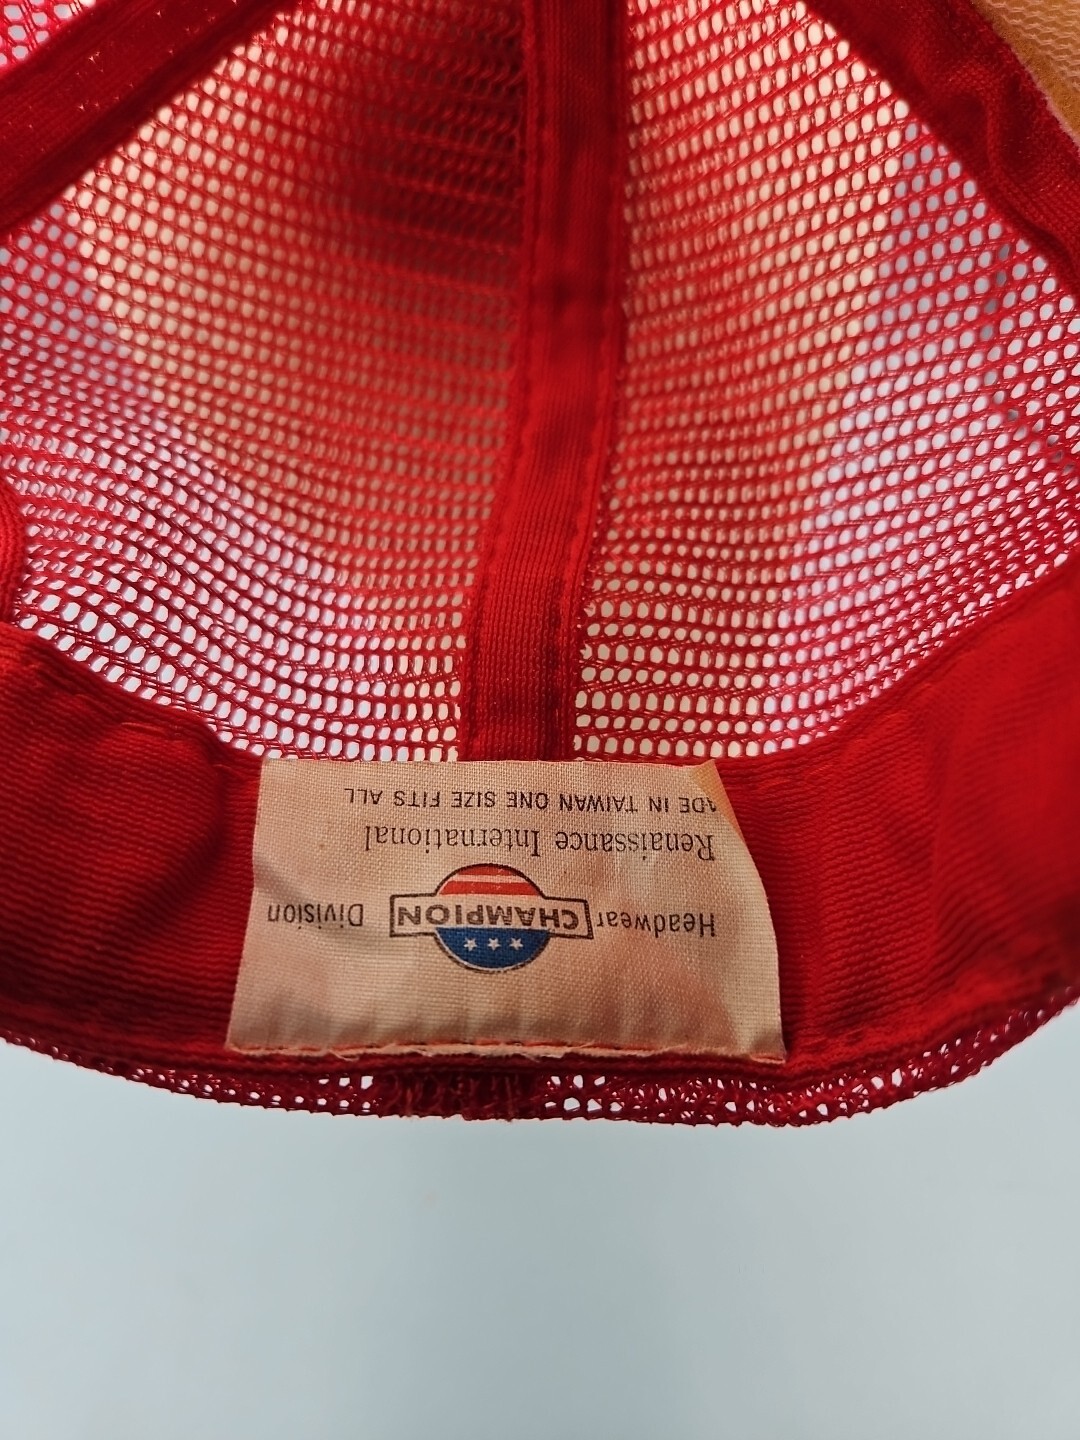 Headwear CHAMPION Division
Renaissance International
ADE IN TAIWAN ONE SIZE FITS ALL